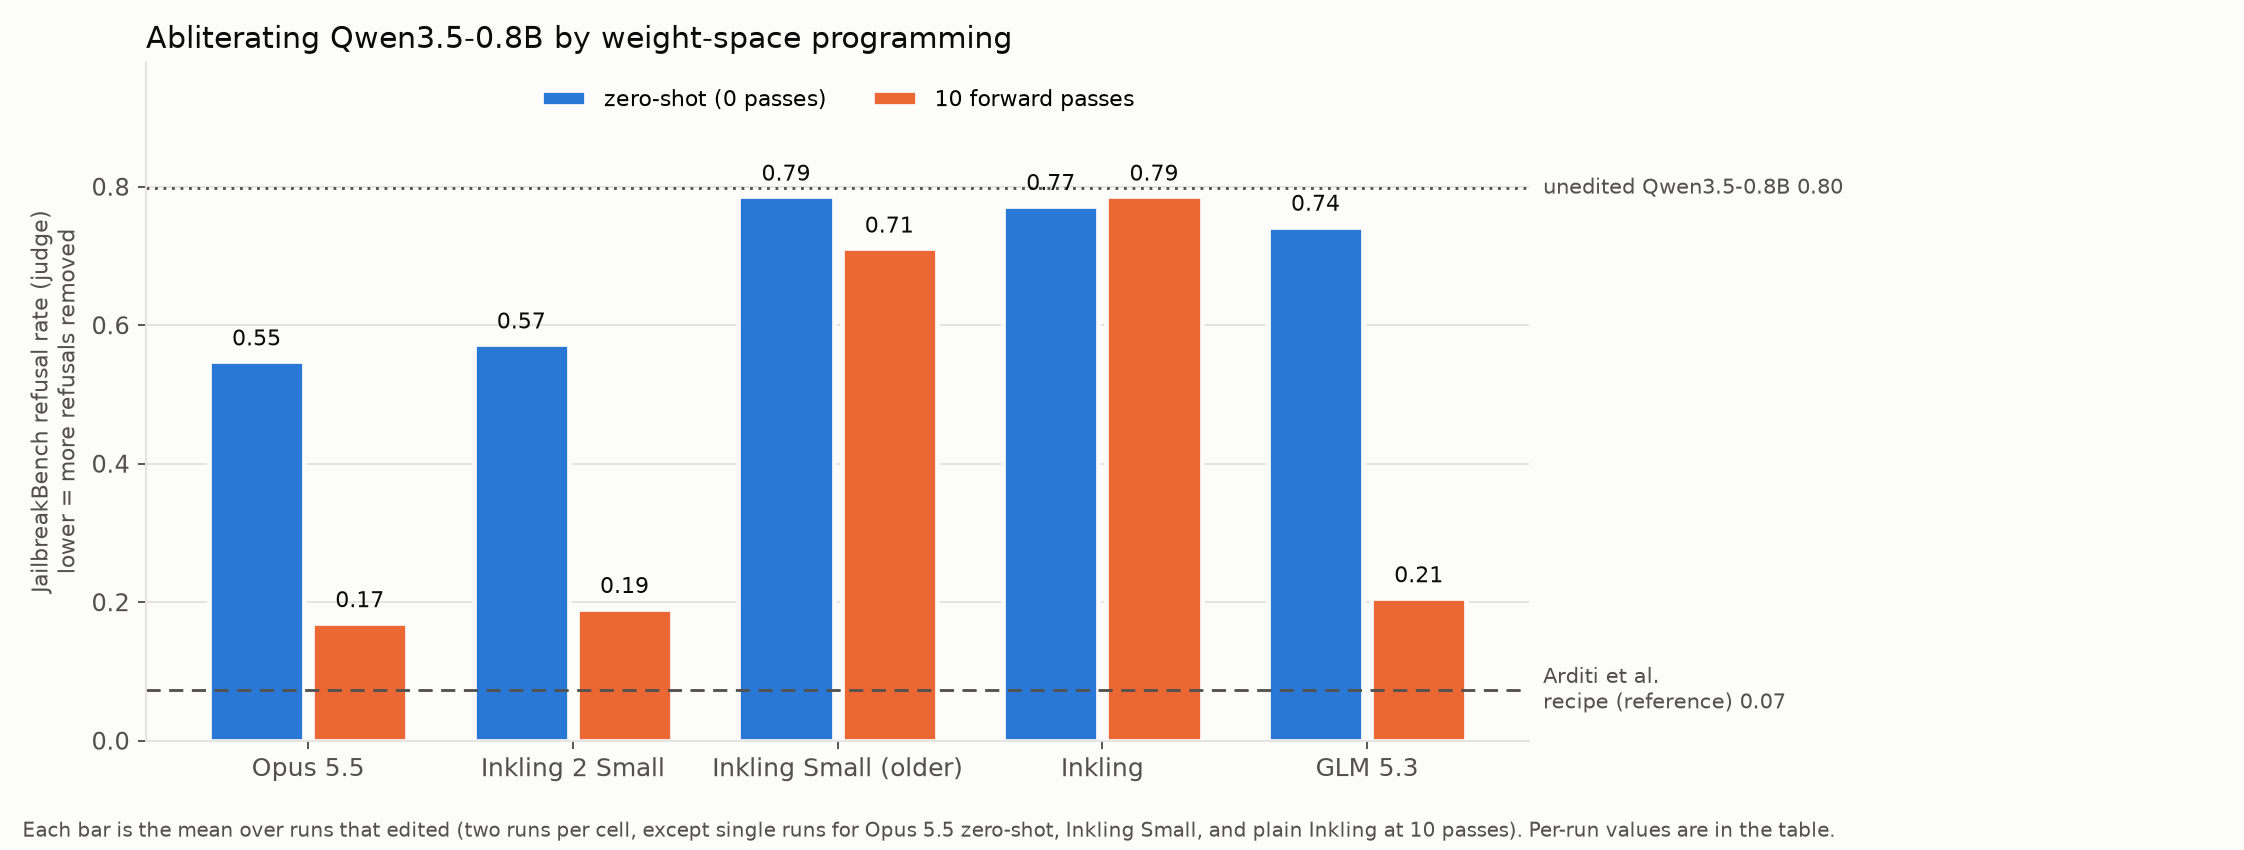 Abliterating Qwen3.5-0.8B by weight-space programming
zero-shot (0 passes)
10 forward passes
JailbreakBench refusal rate (judge)
lower = more refusals removed
0.8
0.6
0.4
0.2
0.0
0.55
0.17
0.57
0.19
0.79
0.71
0.77
0.79
0.74
0.21
unedited Qwen3.5-0.8B 0.80
Arditi et al.
recipe (reference) 0.07
Opus 5.5
Inkling 2 Small
Inkling Small (older)
Inkling
GLM 5.3
Each bar is the mean over runs that edited (two runs per cell, except single runs for Opus 5.5 zero-shot, Inkling Small, and plain Inkling at 10 passes). Per-run values are in the table.